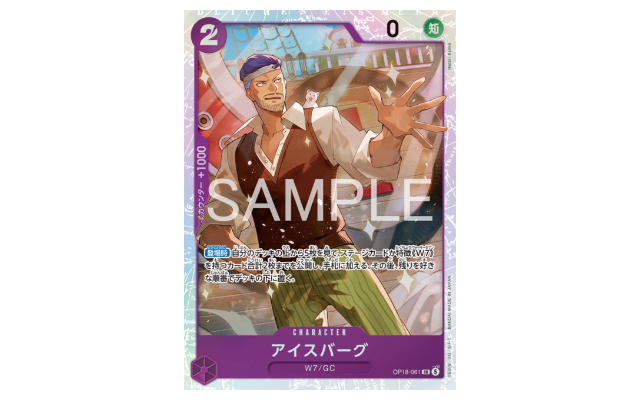 2
0
知
カウンター +1000
SAMPLE
登場時 自分のデッキの上から5枚を見て、ステージカードか特徴《W7》
を持つカード合計2枚までを公開し、手札に加える。その後、残りを好き
な順番でデッキの下に置く。
CHARACTER
アイスバーグ
W7/GC
OP18-061
6